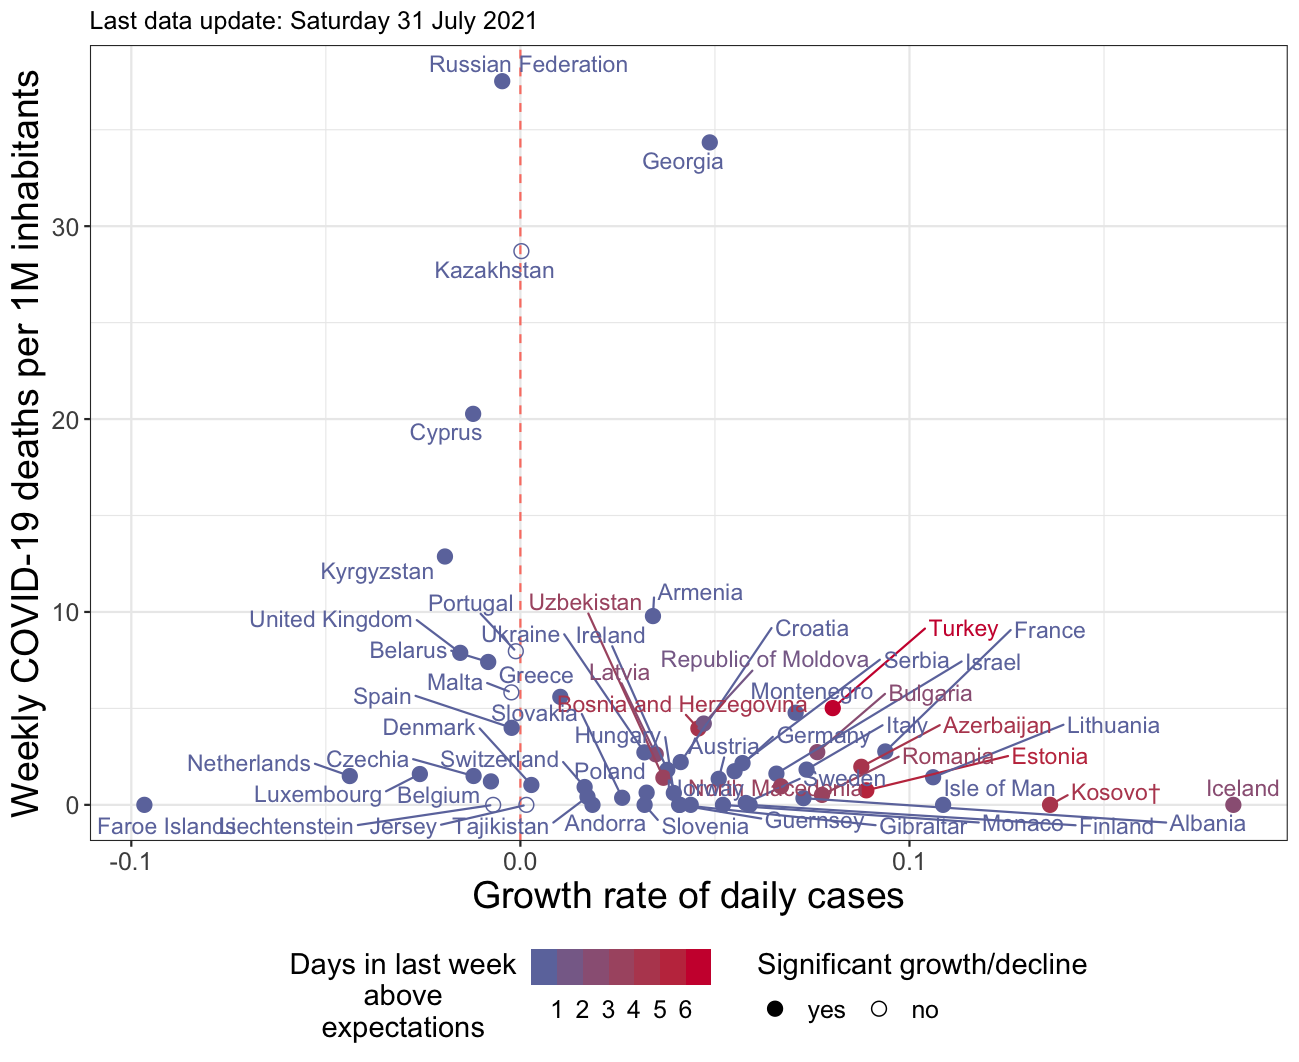 Last data update: Saturday 31 July 2021
Weekly COVID-19 deaths per 1M inhabitants
30
20
10
0
Russian Federation
Georgia
Kazakhstan
Cyprus
Kyrgyzstan
Armenia
Portugal
Uzbekistan
United Kingdom
Croatia
Turkey
France
Ukraine
Ireland
Belarus
Republic of Moldova
Serbia
Israel
Greece
Latvia
Malta
Montenegro
Bulgaria
Spain
Bosnia and Herzegovina
Slovakia
Denmark
Hungary
Germany
Italy
Azerbaijan
Lithuania
Austria
Netherlands
Czechia
Switzerland
Romania
Estonia
Poland
Sweden
Luxembourg
Belgium
Norway
North Macedonia
Isle of Man
Kosovo†
Iceland
Faroe Islands
Liechtenstein
Jersey
Tajikistan
Andorra
Slovenia
Guernsey
Gibraltar
Monaco
Finland
Albania
-0.1
0.0
0.1
Growth rate of daily cases
Days in last week
above
expectations
1 2 3 4 5 6
Significant growth/decline
yes
no